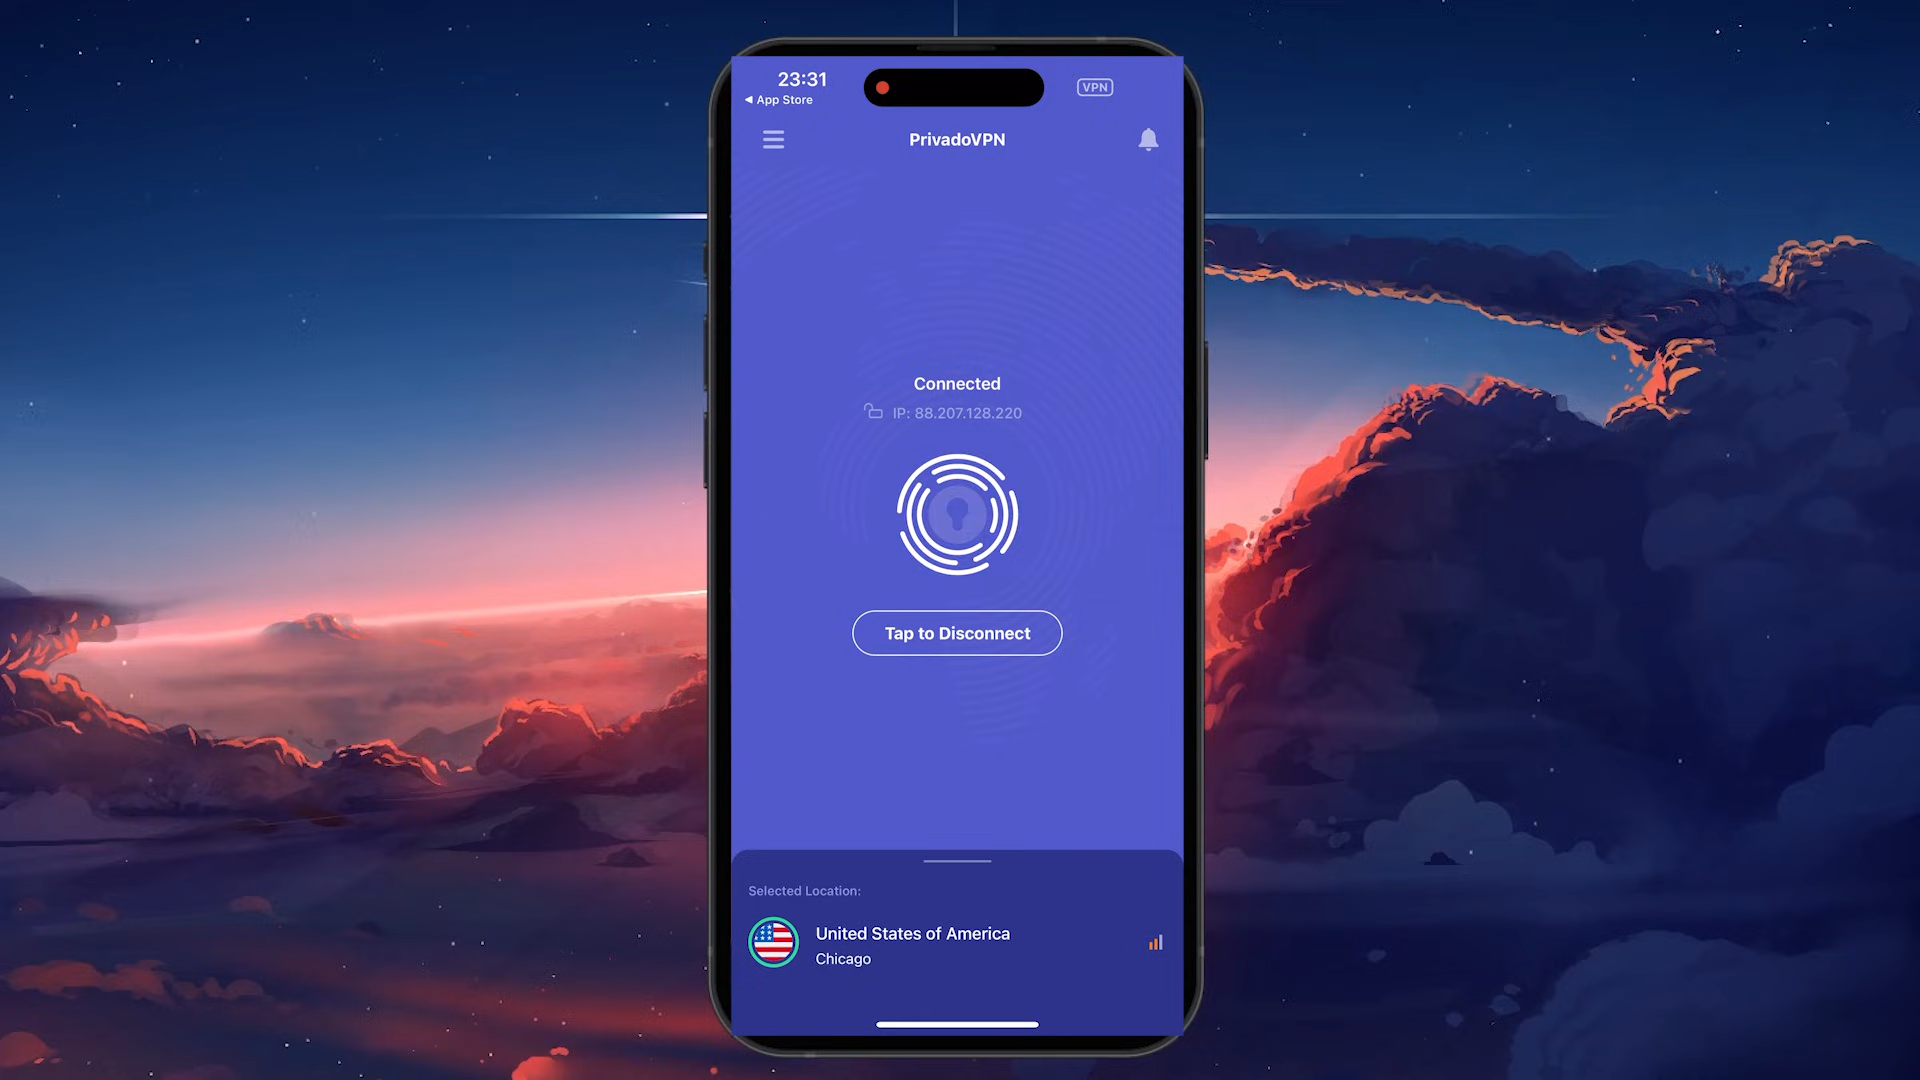 23:31
◀ App Store
VPN
PrivadoVPN
Connected
IP: 88.207.128.220
Tap to Disconnect
Selected Location:
United States of America
Chicago